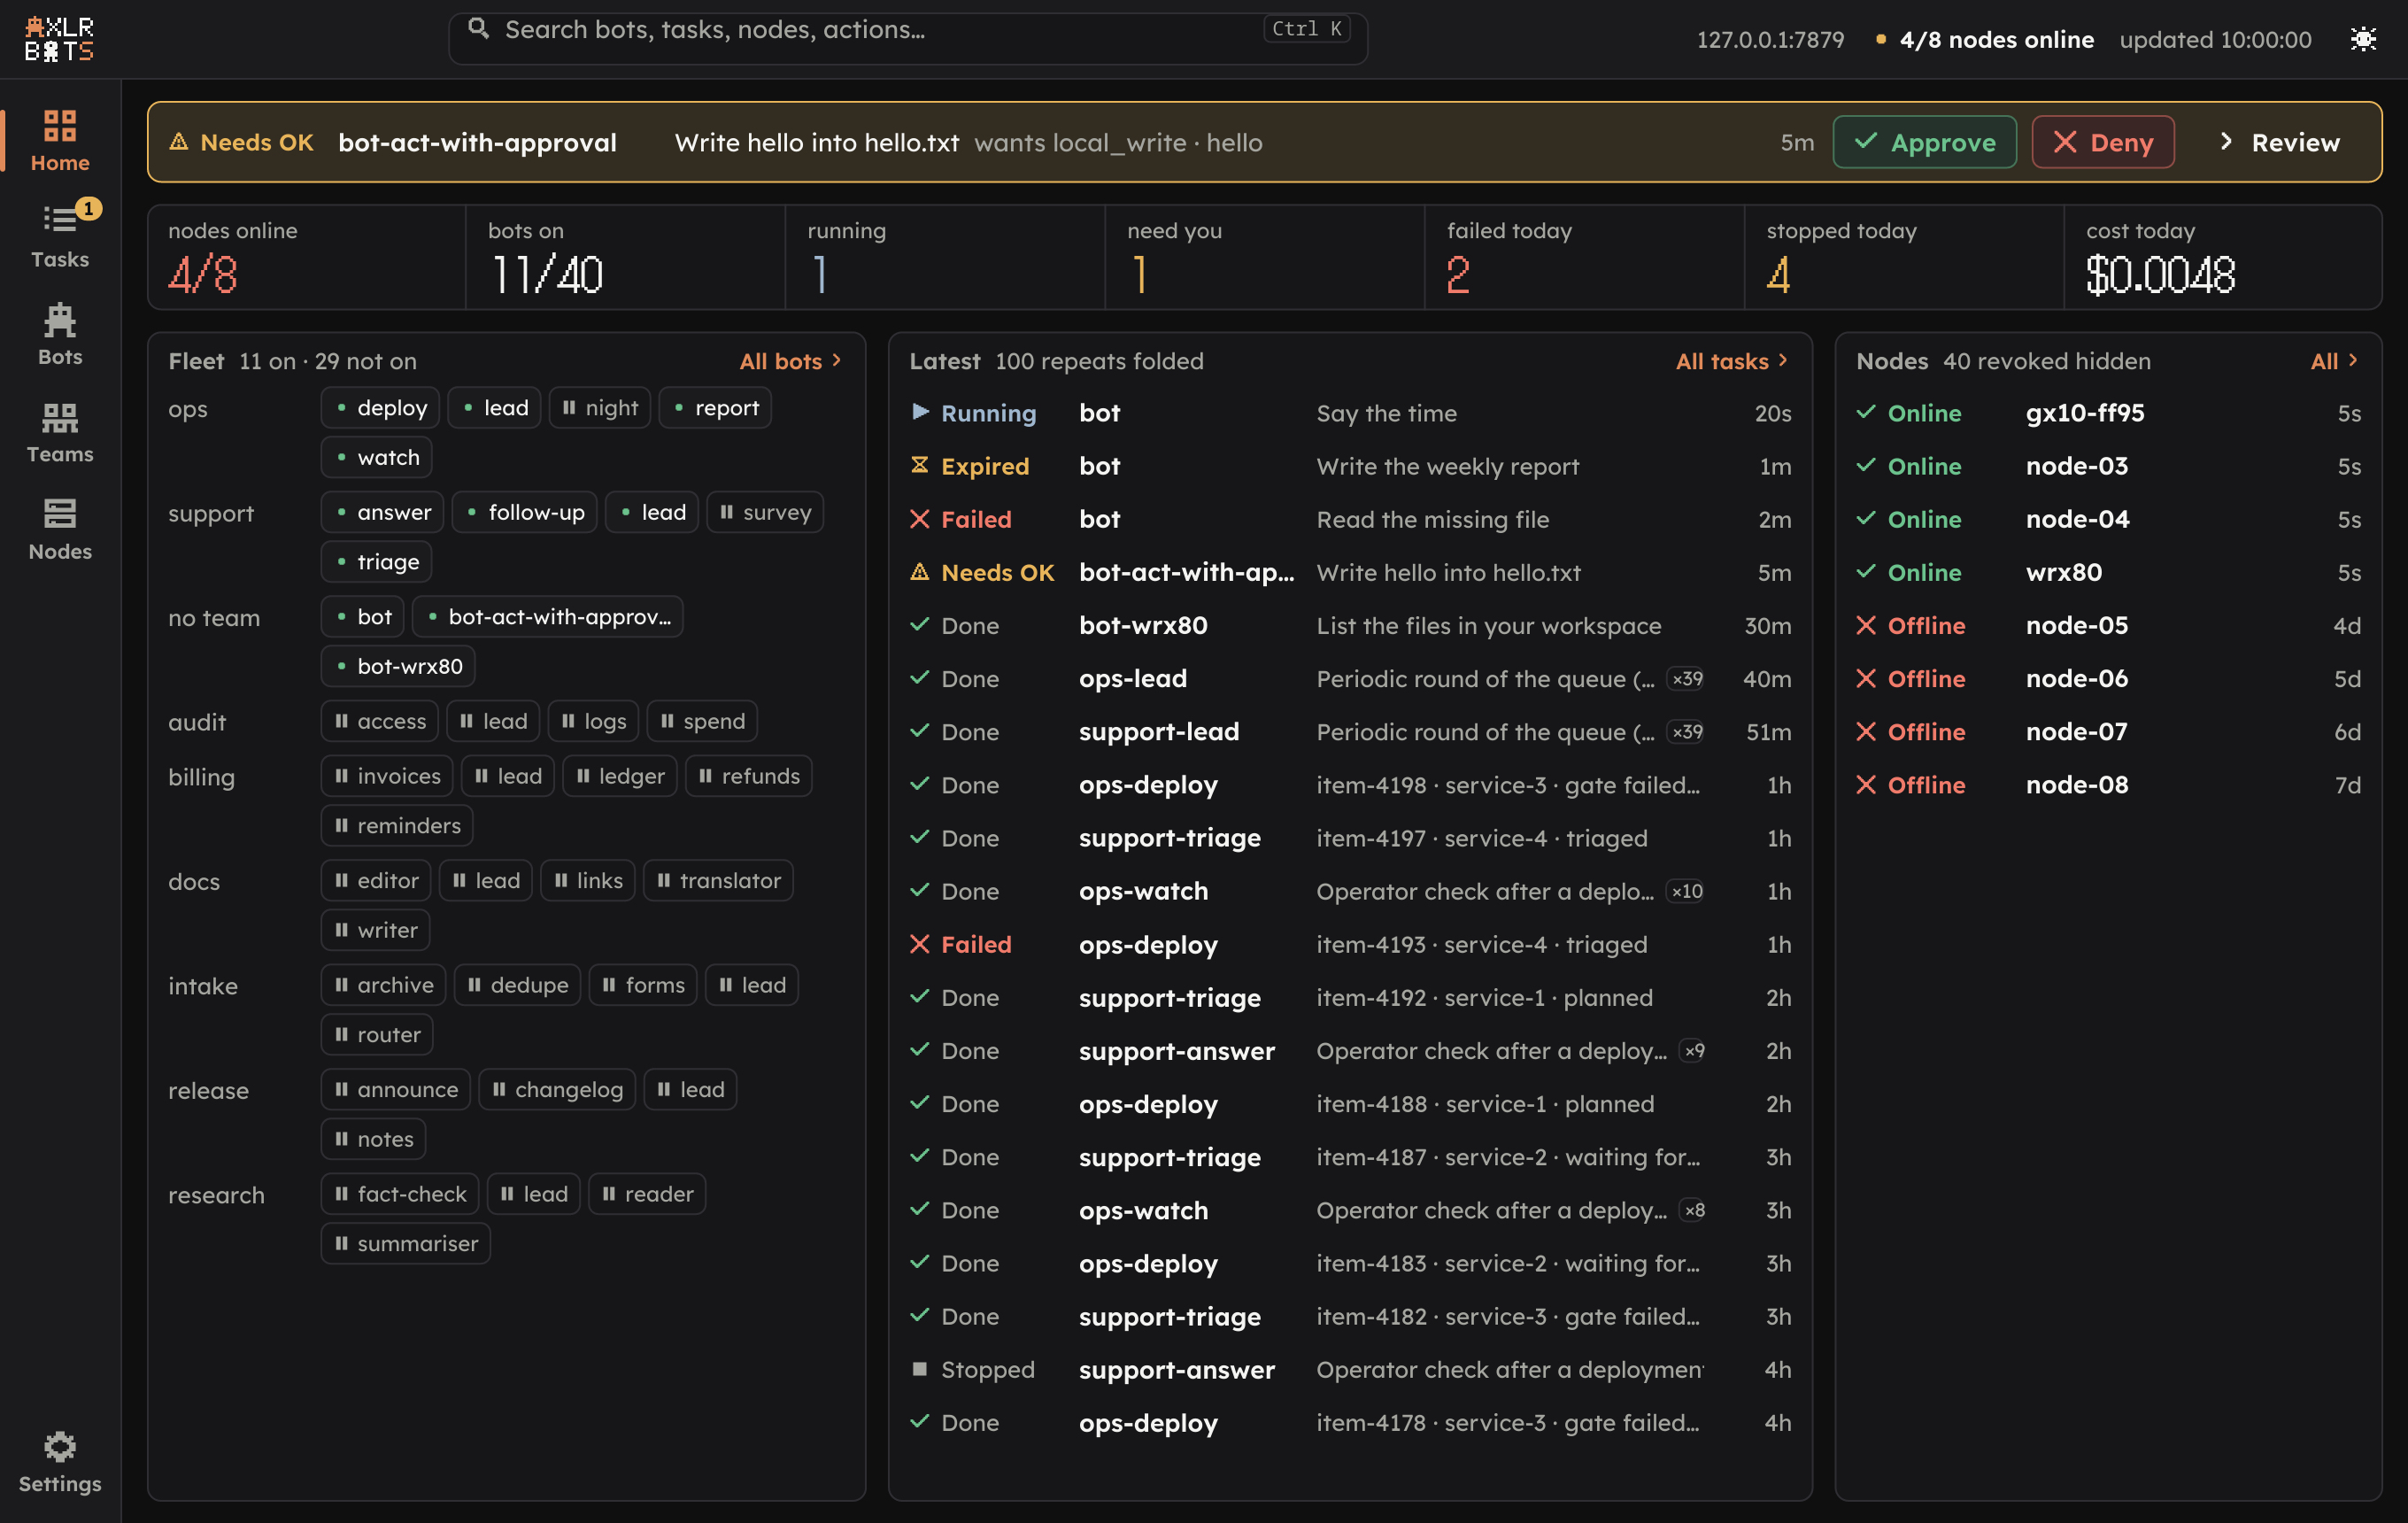 AXLR
BOTS
Search bots, tasks, nodes, actions... Ctrl K
127.0.0.1:7879 4/8 nodes online updated 10:00:00
Home
1
Tasks
Bots
Teams
Nodes
Settings
Needs OK bot-act-with-approval Write hello into hello.txt wants local_write · hello 5m Approve Deny Review
nodes online
4/8
bots on
11/40
running
1
need you
1
failed today
2
stopped today
4
cost today
$0.0048
Fleet 11 on · 29 not on All bots
ops deploy lead night report
watch
support answer follow-up lead survey
triage
no team bot bot-act-with-approv...
bot-wrx80
audit access lead logs spend
billing invoices lead ledger refunds
reminders
docs editor lead links translator
writer
intake archive dedupe forms lead
router
release announce changelog lead
notes
research fact-check lead reader
summariser
Latest 100 repeats folded All tasks
Running bot Say the time 20s
Expired bot Write the weekly report 1m
Failed bot Read the missing file 2m
Needs OK bot-act-with-ap... Write hello into hello.txt 5m
Done bot-wrx80 List the files in your workspace 30m
Done ops-lead Periodic round of the queue (... ×39 40m
Done support-lead Periodic round of the queue (... ×39 51m
Done ops-deploy item-4198 · service-3 · gate failed... 1h
Done support-triage item-4197 · service-4 · triaged 1h
Done ops-watch Operator check after a deplo... ×10 1h
Failed ops-deploy item-4193 · service-4 · triaged 1h
Done support-triage item-4192 · service-1 · planned 2h
Done support-answer Operator check after a deploy... ×9 2h
Done ops-deploy item-4188 · service-1 · planned 2h
Done support-triage item-4187 · service-2 · waiting for... 3h
Done ops-watch Operator check after a deploy... ×8 3h
Done ops-deploy item-4183 · service-2 · waiting for... 3h
Done support-triage item-4182 · service-3 · gate failed... 3h
Stopped support-answer Operator check after a deploymen 4h
Done ops-deploy item-4178 · service-3 · gate failed... 4h
Nodes 40 revoked hidden All
Online gx10-ff95 5s
Online node-03 5s
Online node-04 5s
Online wrx80 5s
Offline node-05 4d
Offline node-06 5d
Offline node-07 6d
Offline node-08 7d